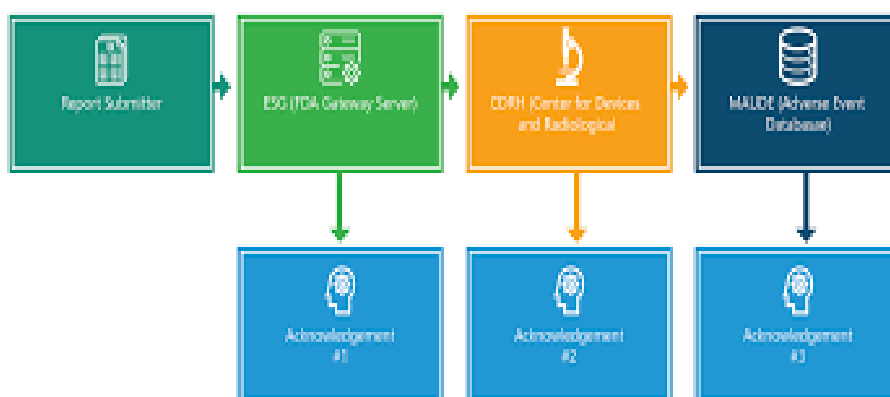 Report Submitter
ESG (FDA Gateway Server)
CDRH (Center for Devices
and Radiological
MAUDE (Adverse Event
Database)
Acknowledgement
#1
Acknowledgement
#2
Acknowledgement
#3